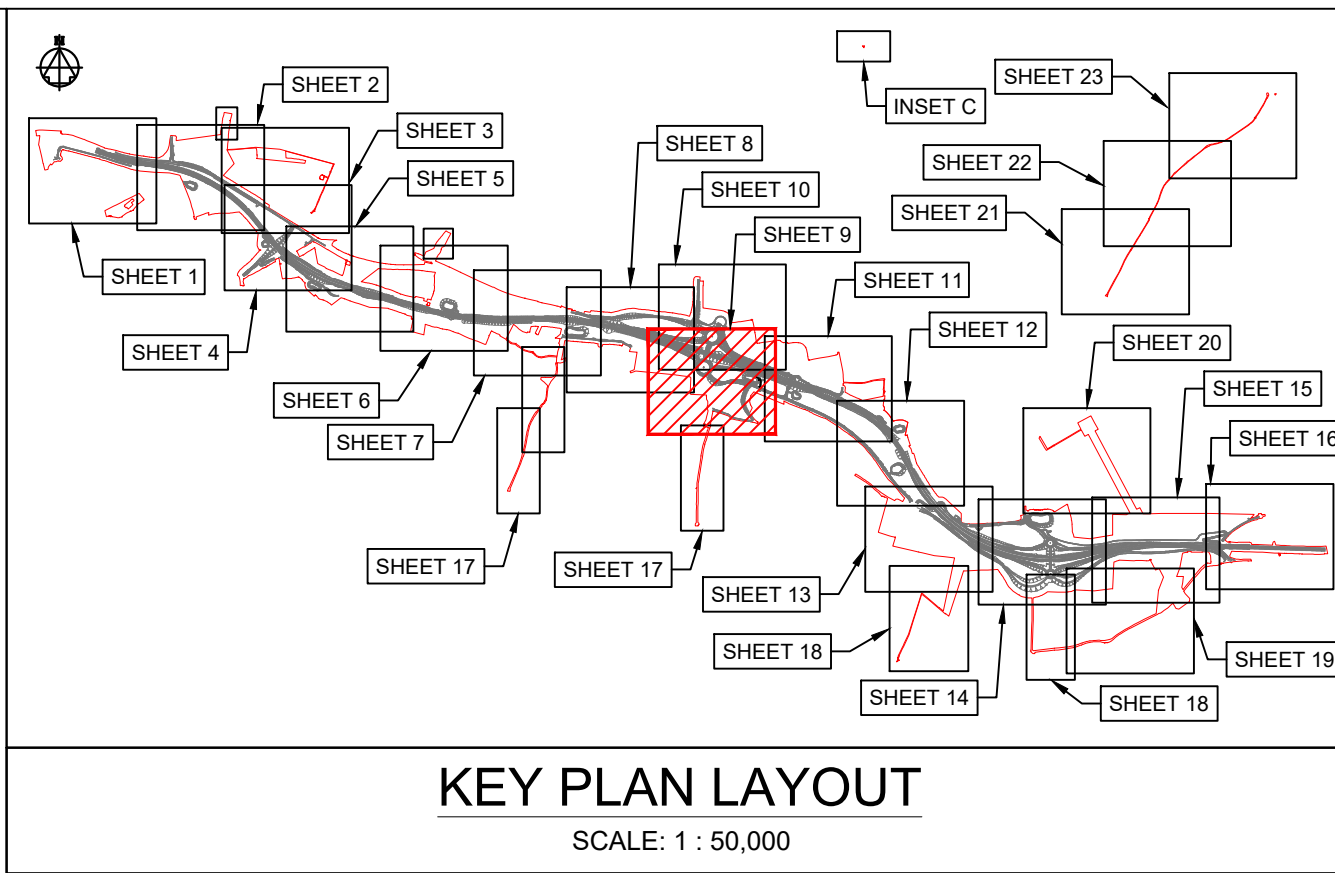 N
INSET C
SHEET 23
SHEET 2
SHEET 3
SHEET 8
SHEET 22
SHEET 5
SHEET 10
SHEET 21
SHEET 9
SHEET 1
SHEET 11
SHEET 12
SHEET 4
SHEET 20
SHEET 6
SHEET 15
SHEET 7
SHEET 16
SHEET 17
SHEET 17
SHEET 13
SHEET 18
SHEET 19
SHEET 14
SHEET 18
KEY PLAN LAYOUT
SCALE: 1 : 50,000